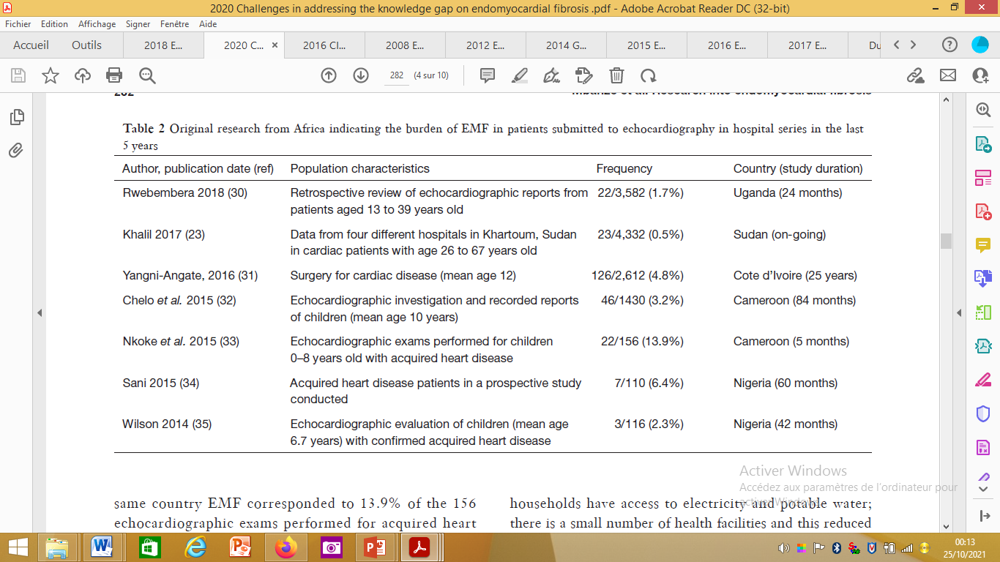 2020 Challenges in addressing the knowledge gap on endomyocardial fibrosis .pdf - Adobe Acrobat Reader DC (32-bit)
Fichier Edition Affichage Signer Fenêtre Aide
Accueil Outils 2018 E... 2020 C... × 2016 Cl... 2008 E... 2012 E... 2014 G... 2015 E... 2016 E... 2017 E... Du
282 (4 sur 10)
282 Mbanze et al. Research into endomyocardial fibrosis
Table 2 Original research from Africa indicating the burden of EMF in patients submitted to echocardiography in hospital series in the last
5 years
Author, publication date (ref) Population characteristics Frequency Country (study duration)
Rwebembera 2018 (30) Retrospective review of echocardiographic reports from 22/3,582 (1.7%) Uganda (24 months)
patients aged 13 to 39 years old
Khalil 2017 (23) Data from four different hospitals in Khartoum, Sudan 23/4,332 (0.5%) Sudan (on-going)
in cardiac patients with age 26 to 67 years old
Yangni-Angate, 2016 (31) Surgery for cardiac disease (mean age 12) 126/2,612 (4.8%) Cote d'Ivoire (25 years)
Chelo et al. 2015 (32) Echocardiographic investigation and recorded reports 46/1430 (3.2%) Cameroon (84 months)
of children (mean age 10 years)
Nkoke et al. 2015 (33) Echocardiographic exams performed for children 22/156 (13.9%) Cameroon (5 months)
0–8 years old with acquired heart disease
Sani 2015 (34) Acquired heart disease patients in a prospective study 7/110 (6.4%) Nigeria (60 months)
conducted
Wilson 2014 (35) Echocardiographic evaluation of children (mean age 3/116 (2.3%) Nigeria (42 months)
6.7 years) with confirmed acquired heart disease
Activer Windows
Accédez aux paramètres de l'ordinateur pour
activer Windows.
same country EMF corresponded to 13.9% of the 156
echocardiographic exams performed for acquired heart
households have access to electricity and potable water;
there is a small number of health facilities and this reduced
00:13
25/10/2021